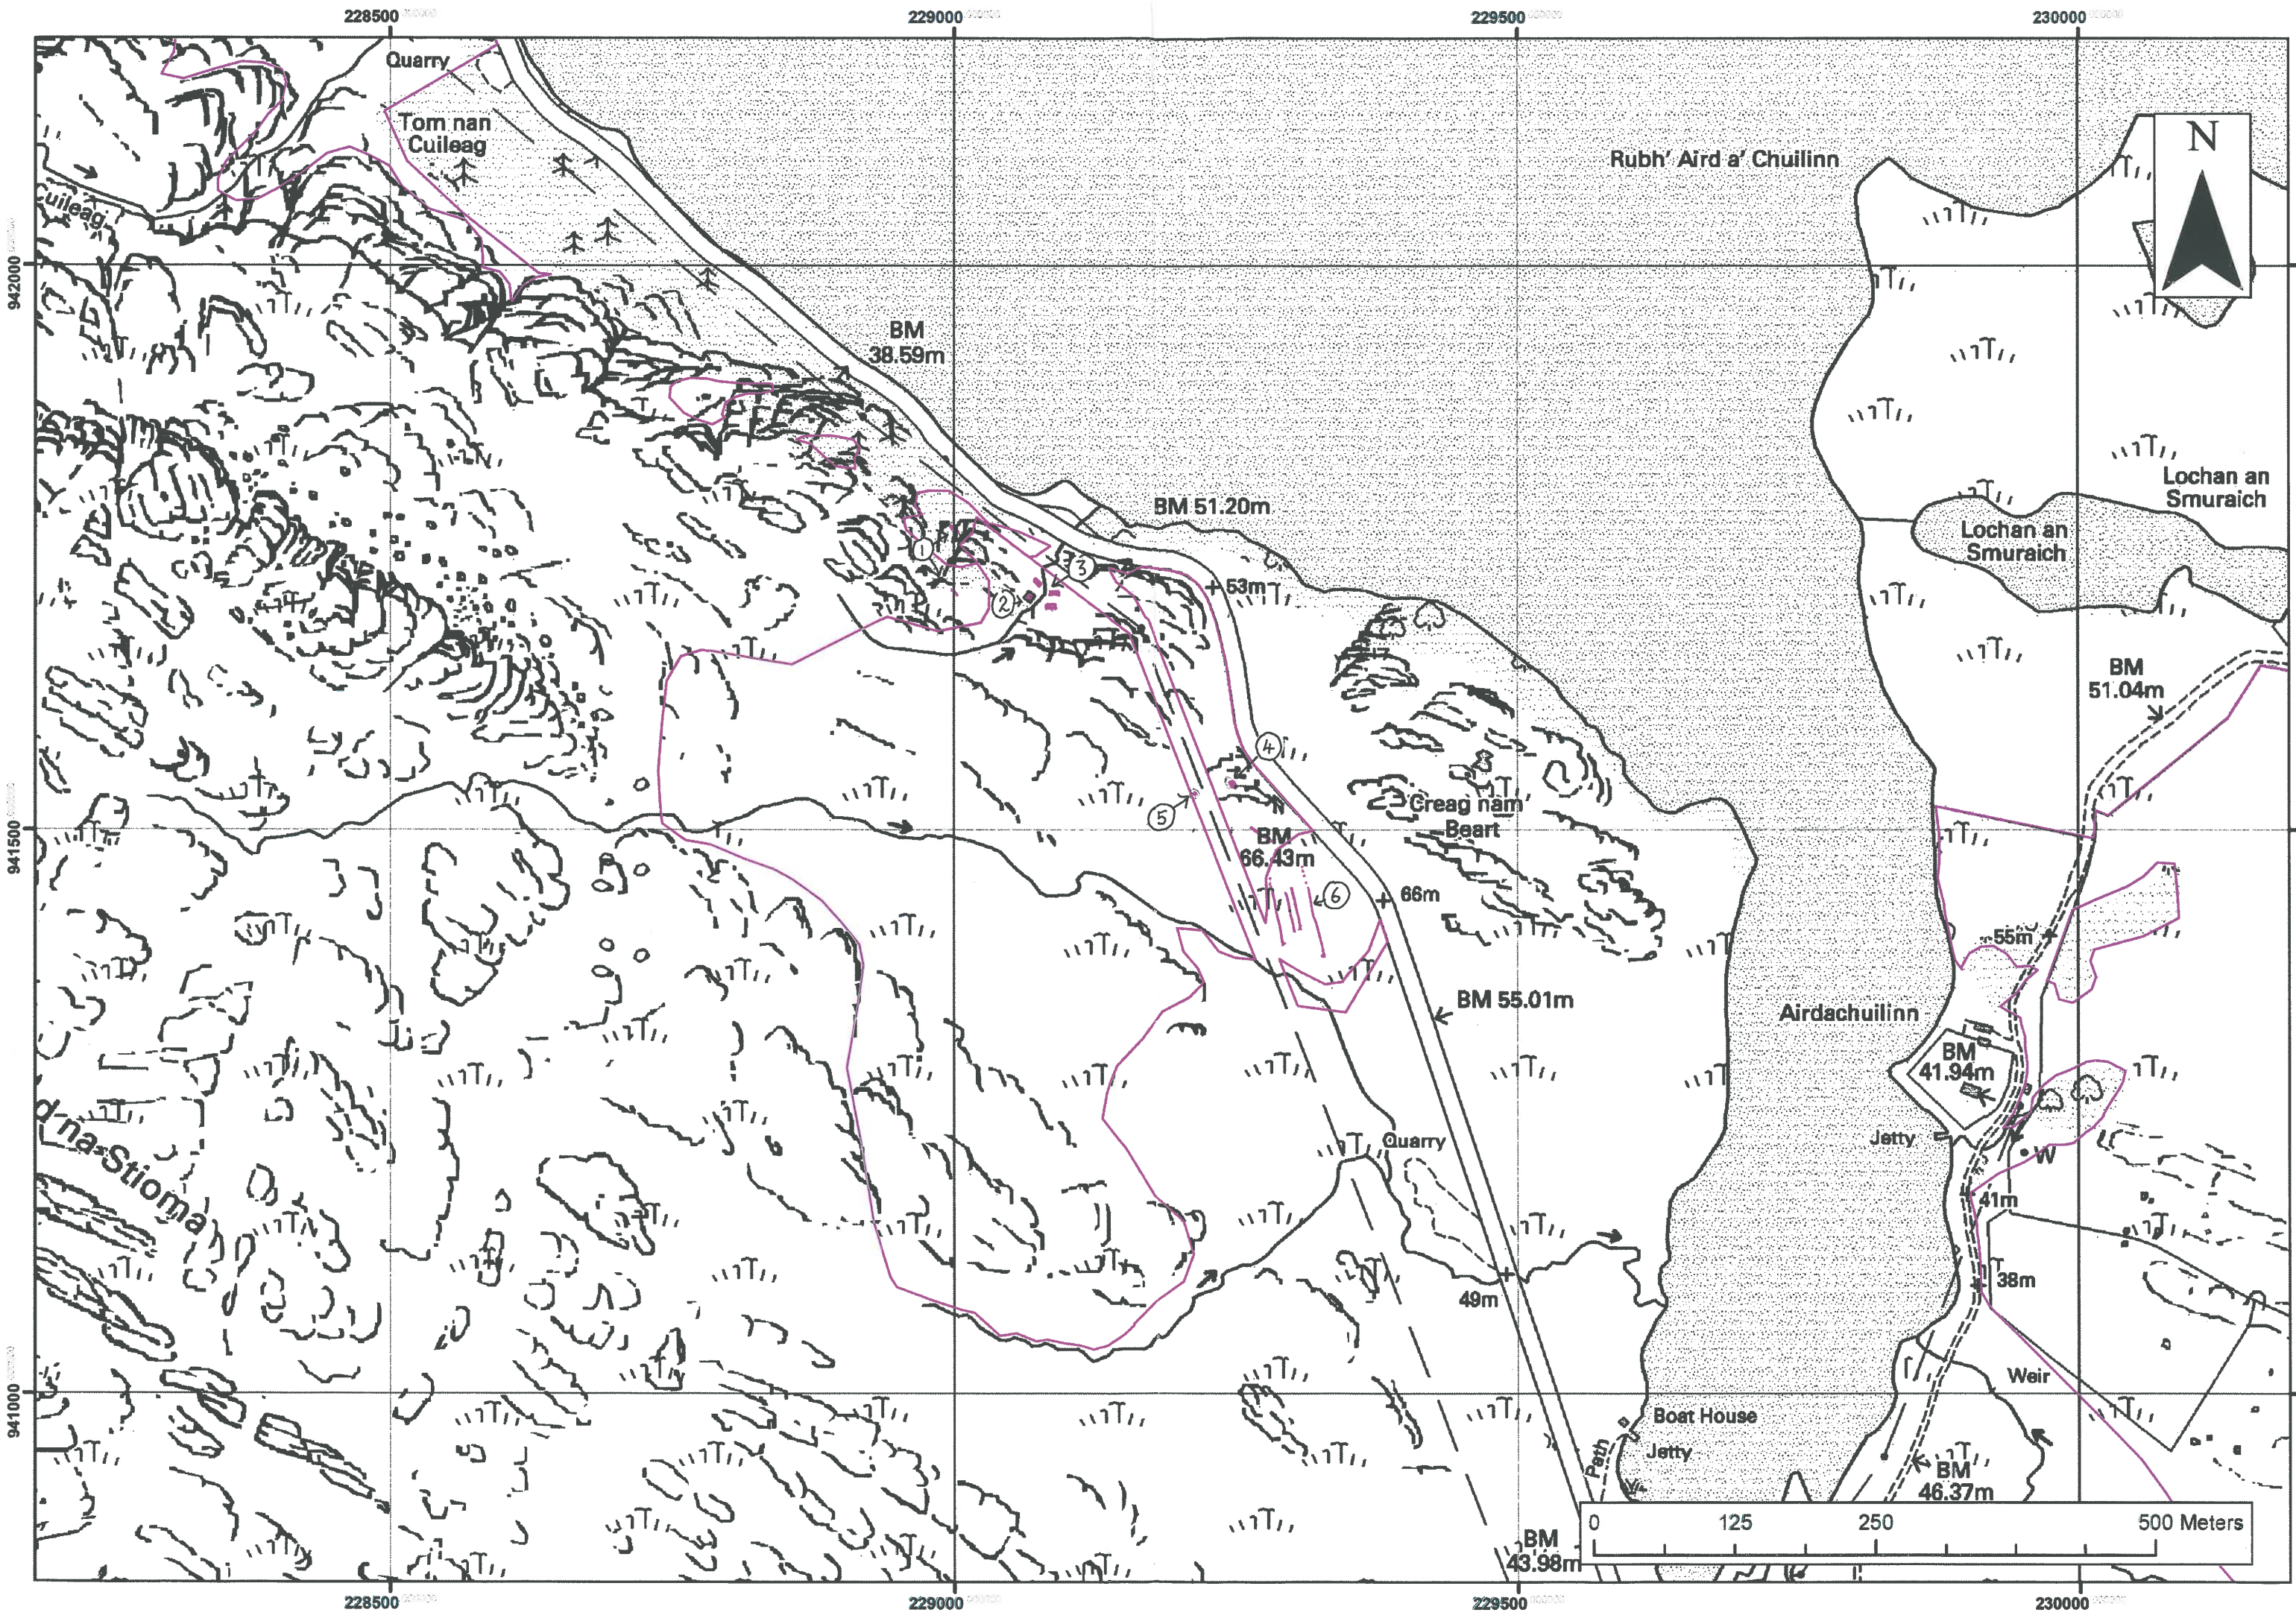 228500
229000
229500
230000
Quarry
Tom nan
Cuileag
N
Rubh' Aird a' Chuilinn
Cuileag
942000
BM
38.59m
BM 51.20m
Lochan an
Smuraich
Lochan an
Smuraich
1
3
2
53m
BM
51.04m
4
5
Creag nam
Beart
941500
BM
66.43m
6
66m
55m
BM 55.01m
Airdachuilinn
BM
41.94m
Quarry
Jetty
W
d na Stioma
41m
38m
49m
Weir
941000
Boat House
Path
Jetty
BM
46.37m
0 125 250 500 Meters
BM
43.98m
228500
229000
229500
230000